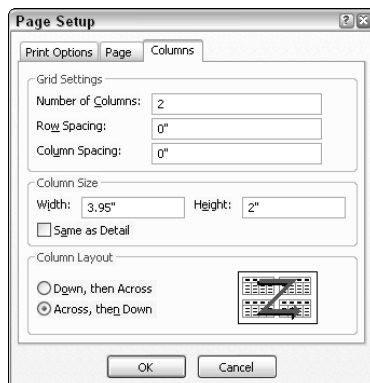 Page Setup
Print Options Page Columns
Grid Settings
Number of Columns: 2
Row Spacing: 0"
Column Spacing: 0"
Column Size
Width: 3.95" Height: 2"
Same as Detail
Column Layout
Down, then Across
Across, then Down
OK Cancel